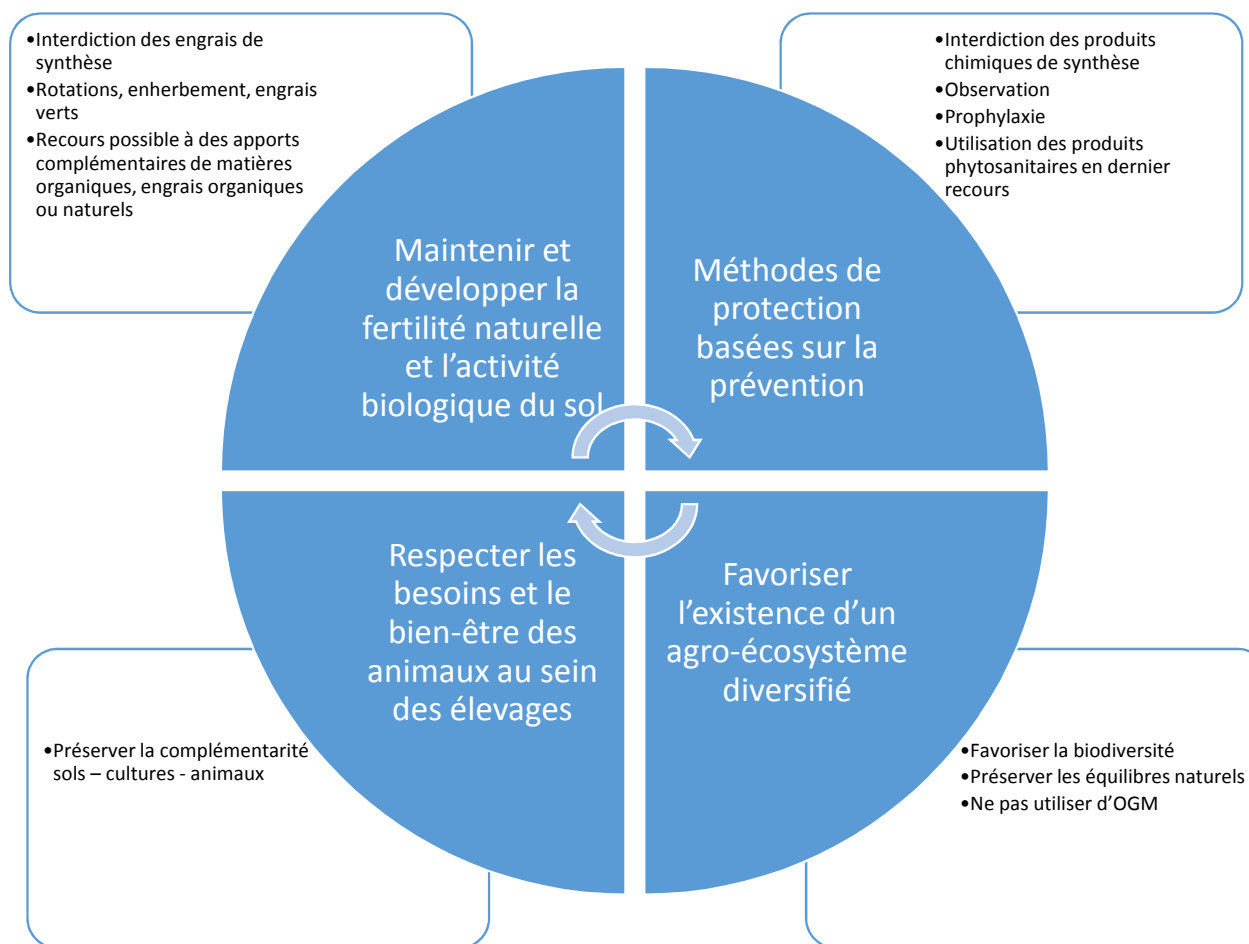 •Interdiction des engrais de
synthèse
•Rotations, enherbement, engrais
verts
•Recours possible à des apports
complémentaires de matières
organiques, engrais organiques
ou naturels
•Interdiction des produits
chimiques de synthèse
•Observation
•Prophylaxie
•Utilisation des produits
phytosanitaires en dernier
recours
Maintenir et
développer la
fertilité naturelle
et l’activité
biologique du sol
Méthodes de
protection
basées sur la
prévention
Respecter les
besoins et le
bien-être des
animaux au sein
des élevages
Favoriser
l’existence d’un
agro-écosystème
diversifié
•Préserver la complémentarité
sols – cultures - animaux
•Favoriser la biodiversité
•Préserver les équilibres naturels
•Ne pas utiliser d’OGM